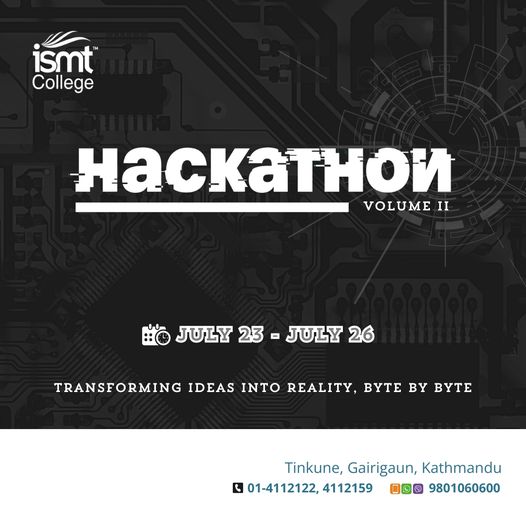 ismt™
College
HACKATHON
VOLUME II
JULY 23 - JULY 26
TRANSFORMING IDEAS INTO REALITY, BYTE BY BYTE
Tinkune, Gairigaun, Kathmandu
01-4112122, 4112159 9801060600